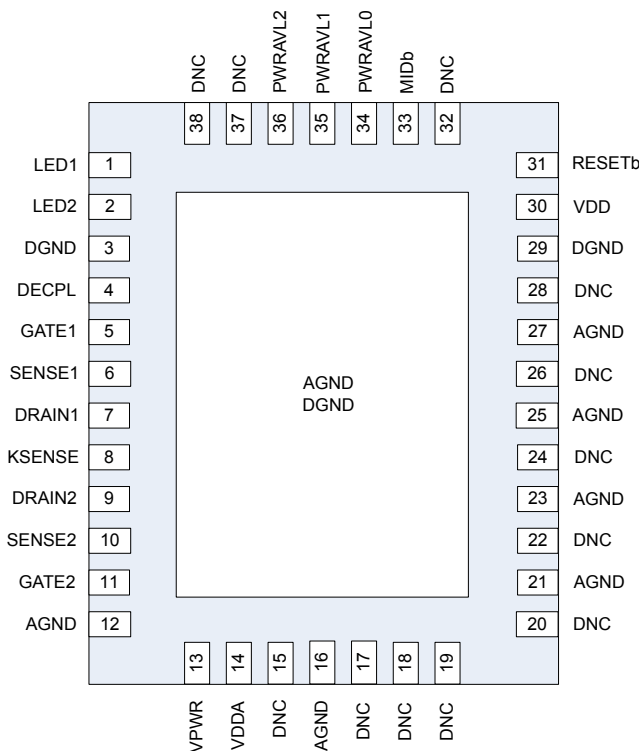 DNC
DNC
PWRAVL2
PWRAVL1
PWRAVL0
MIDb
DNC
38
37
36
35
34
33
32
LED1 1
LED2 2
DGND 3
DECPL 4
GATE1 5
SENSE1 6
DRAIN1 7
KSENSE 8
DRAIN2 9
SENSE2 10
GATE2 11
AGND 12
AGND
DGND
31 RESETb
30 VDD
29 DGND
28 DNC
27 AGND
26 DNC
25 AGND
24 DNC
23 AGND
22 DNC
21 AGND
20 DNC
13
14
15
16
17
18
19
VPWR
VDDA
DNC
AGND
DNC
DNC
DNC